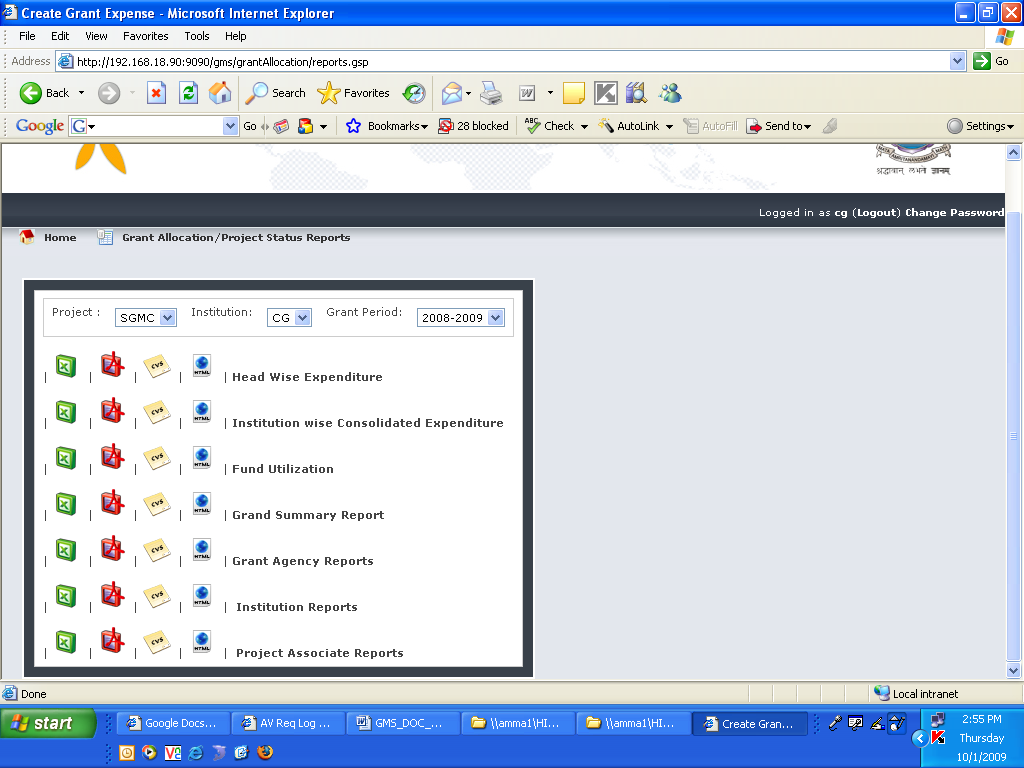 Create Grant Expense - Microsoft Internet Explorer
File Edit View Favorites Tools Help
Address http://192.168.18.90:9090/gms/grantAllocation/reports.gsp Go
Back Search Favorites
Google G Go Bookmarks 28 blocked ABC Check AutoLink AutoFill Send to Settings
श्रद्धावान् लभते ज्ञानम्
Logged in as cg (Logout) Change Password
Home Grant Allocation/Project Status Reports
Project : SGMC Institution: CG Grant Period: 2008-2009
| | cvs | HTML | Head Wise Expenditure
| | cvs | HTML | Institution wise Consolidated Expenditure
| | cvs | HTML | Fund Utilization
| | cvs | HTML | Grand Summary Report
| | cvs | HTML | Grant Agency Reports
| | cvs | HTML | Institution Reports
| | cvs | HTML | Project Associate Reports
Done Local intranet
start Google Docs... AV Req Log ... GMS_DOC_... \\amma1\HI... \\amma1\HI... Create Gran... 2:55 PM
Thursday
10/1/2009